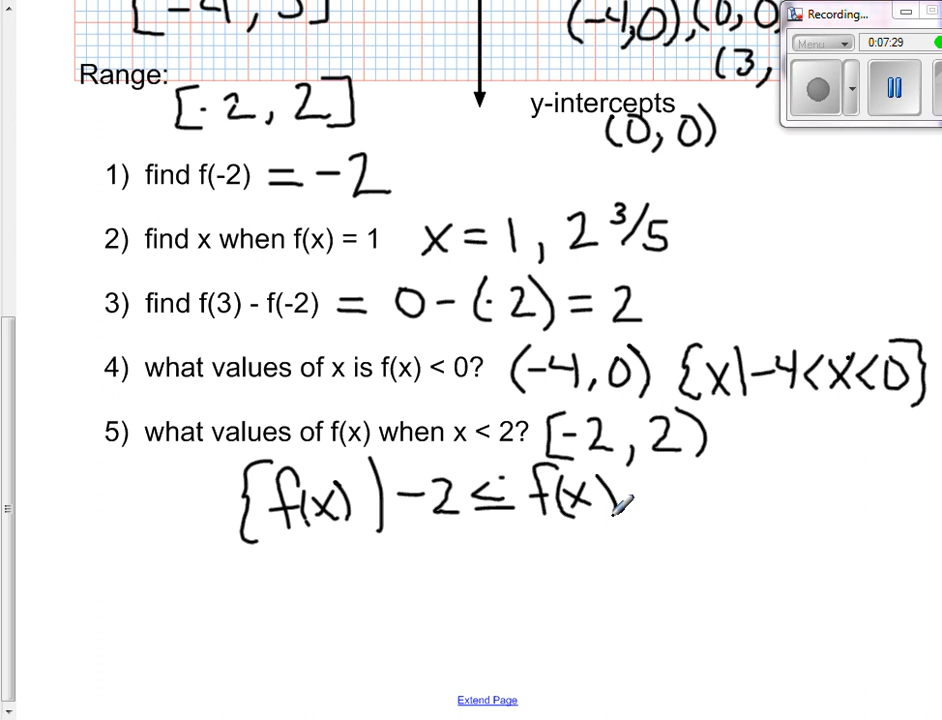 [-4, 3]
(-4,0),(0,0
(3,
Recording...
Menu
0:07:29
Range:
[-2, 2]
y-intercepts
(0,0)
1) find f(-2) = -2
2) find x when f(x) = 1 x = 1, 2 3/5
3) find f(3) - f(-2) = 0 - (-2) = 2
4) what values of x is f(x) < 0? (-4,0) {x|-4<x<0}
5) what values of f(x) when x < 2? [-2, 2)
{f(x)|-2 ≤ f(x)
Extend Page